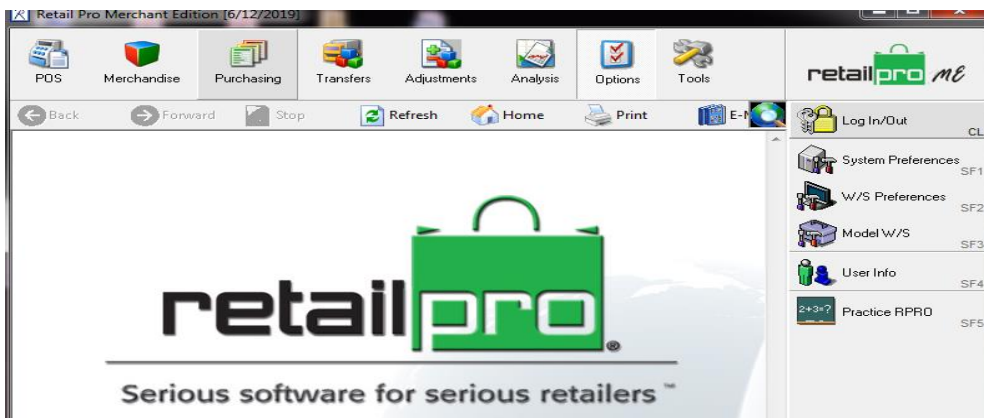 Retail Pro Merchant Edition [6/12/2019]
POS Merchandise Purchasing Transfers Adjustments Analysis Options Tools
retailpro ME
Back Forward Stop Refresh Home Print
Log In/Out CL
System Preferences SF1
W/S Preferences SF2
Model W/S SF3
User Info SF4
2+3=? Practice RPRO SF5
retailpro®
Serious software for serious retailers™